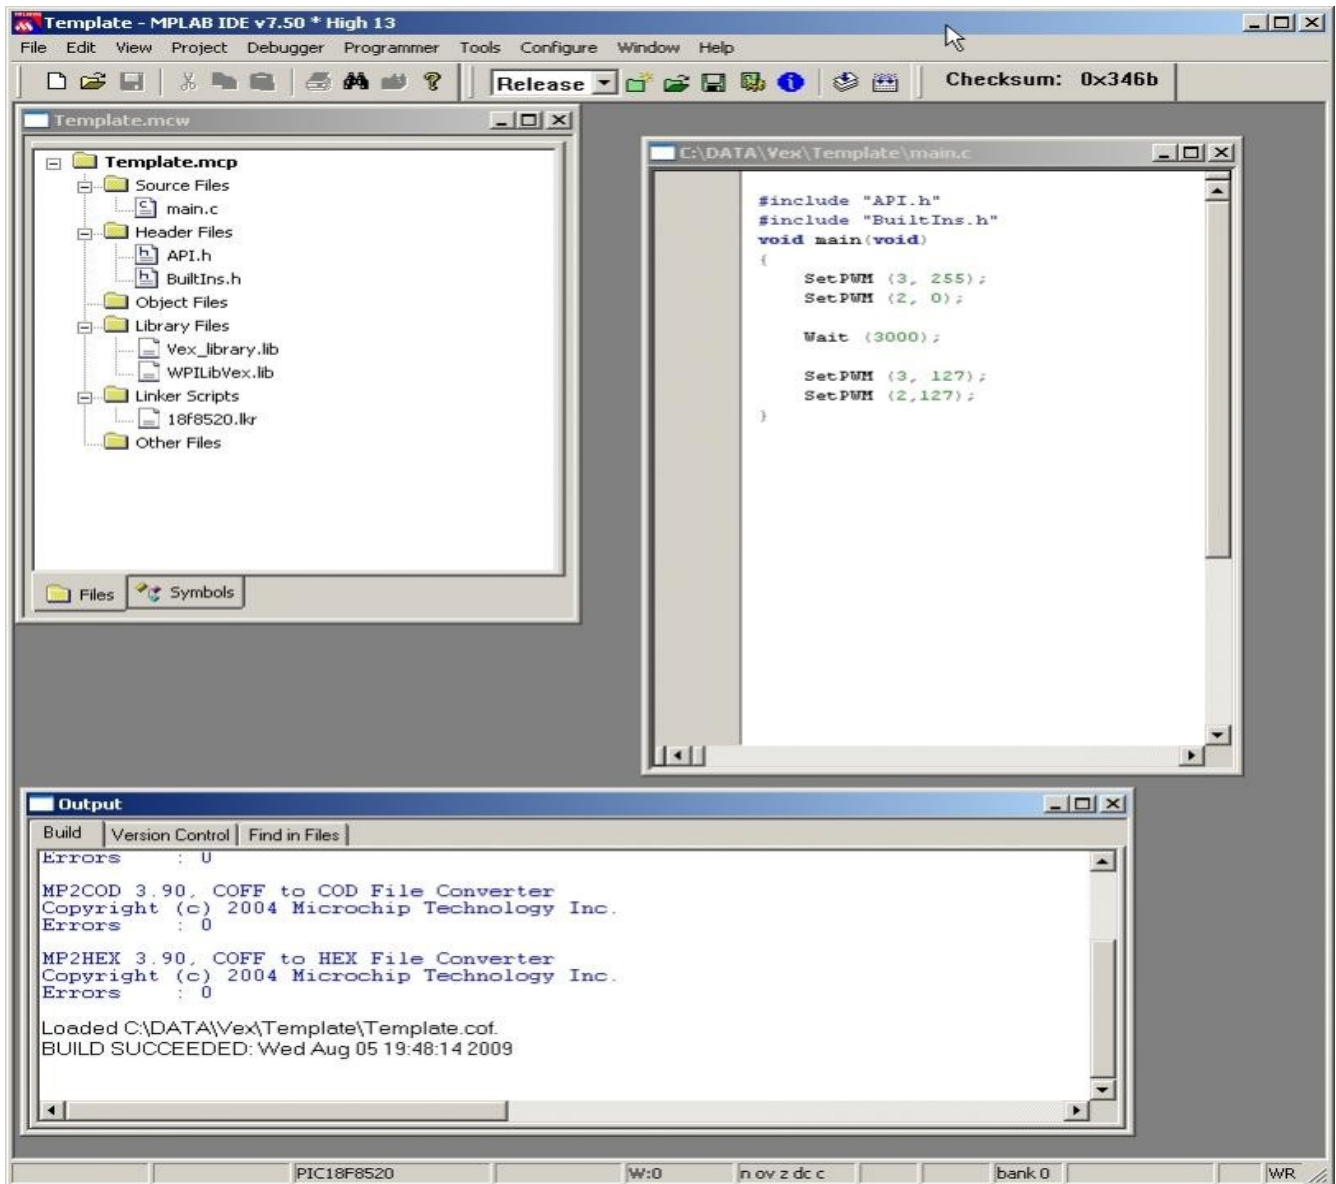 Template - MPLAB IDE v7.50 * High 13
File Edit View Project Debugger Programmer Tools Configure Window Help
Release Checksum: 0x346b
Template.mcw
Template.mcp
Source Files
main.c
Header Files
API.h
BuiltIns.h
Object Files
Library Files
Vex_library.lib
WPILibVex.lib
Linker Scripts
18f8520.lkr
Other Files
Files Symbols
C:\DATA\Vex\Template\main.c
#include "API.h"
#include "BuiltIns.h"
void main(void)
{
SetPWM (3, 255);
SetPWM (2, 0);
Wait (3000);
SetPWM (3, 127);
SetPWM (2,127);
}
Output
Build Version Control Find in Files
Errors : 0
MP2COD 3.90, COFF to COD File Converter
Copyright (c) 2004 Microchip Technology Inc.
Errors : 0
MP2HEX 3.90, COFF to HEX File Converter
Copyright (c) 2004 Microchip Technology Inc.
Errors : 0
Loaded C:\DATA\Vex\Template\Template.cof.
BUILD SUCCEEDED: Wed Aug 05 19:48:14 2009
PIC18F8520 W:0 n ov z dc c bank 0 WR